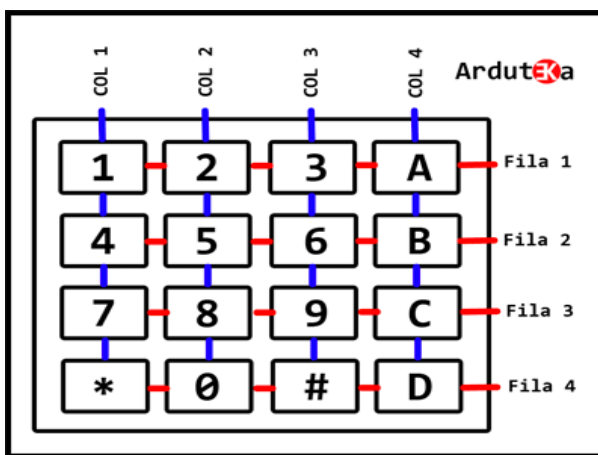 COL 1 COL 2 COL 3 COL 4
ArdutEKa
1 2 3 A Fila 1
4 5 6 B Fila 2
7 8 9 C Fila 3
* 0 # D Fila 4